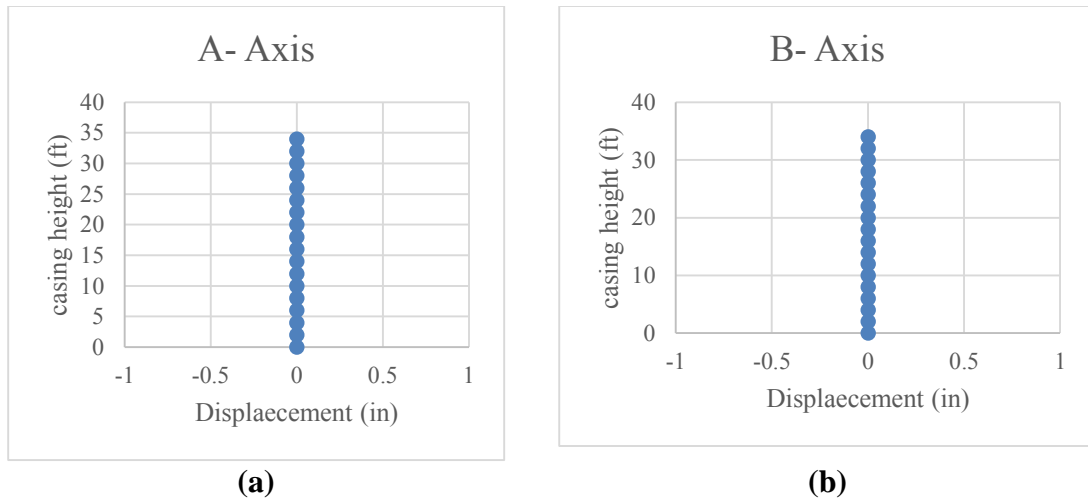 A- Axis
casing height (ft)
40
35
30
25
20
15
10
5
0
-1 -0.5 0 0.5 1
Displaecement (in)
(a)
B- Axis
casing height (ft)
40
30
20
10
0
-1 -0.5 0 0.5 1
Displaecement (in)
(b)